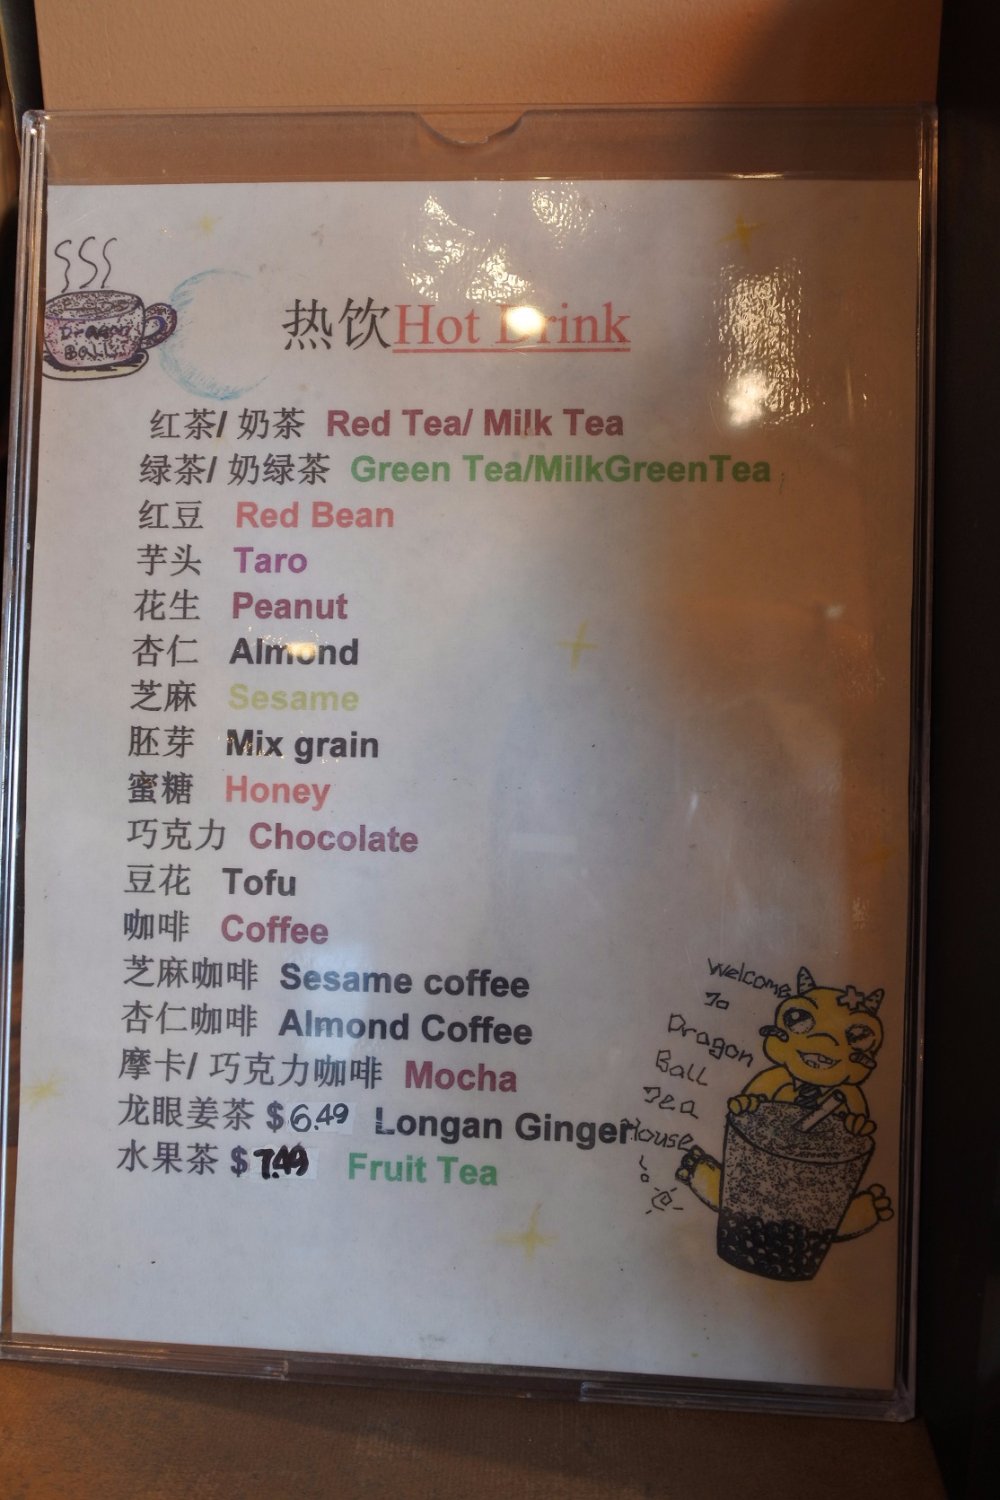 Dragon
Ball
热饮Hot Drink
红茶/ 奶茶 Red Tea/ Milk Tea
绿茶/ 奶绿茶 Green Tea/MilkGreenTea
红豆 Red Bean
芋头 Taro
花生 Peanut
杏仁 Almond
芝麻 Sesame
胚芽 Mix grain
蜜糖 Honey
巧克力 Chocolate
豆花 Tofu
咖啡 Coffee
芝麻咖啡 Sesame coffee
杏仁咖啡 Almond Coffee
摩卡/ 巧克力咖啡 Mocha
龙眼姜茶 $6.49 Longan Ginger
水果茶 $7.49 Fruit Tea
Welcome
To
Dragon
Ball
Tea
House
!